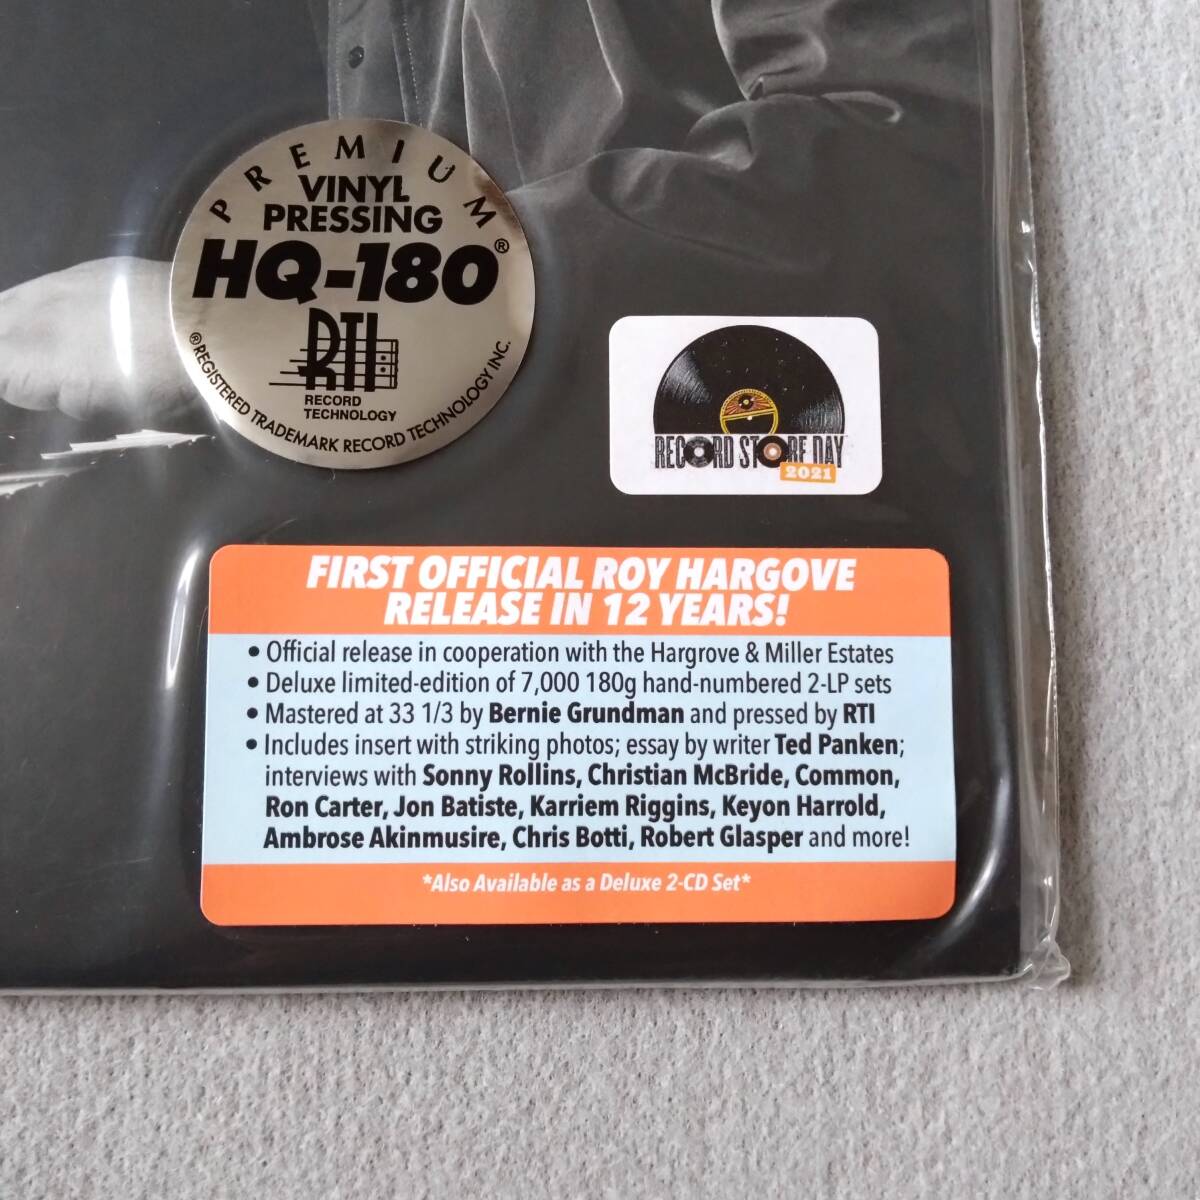 PREMIUM
VINYL
PRESSING
HQ-180®
RTI
RECORD
TECHNOLOGY
®REGISTERED TRADEMARK RECORD TECHNOLOGY INC.
RECORD STORE DAY
2021
FIRST OFFICIAL ROY HARGOVE
RELEASE IN 12 YEARS!
• Official release in cooperation with the Hargrove & Miller Estates
• Deluxe limited-edition of 7,000 180g hand-numbered 2-LP sets
• Mastered at 33 1/3 by Bernie Grundman and pressed by RTI
• Includes insert with striking photos; essay by writer Ted Panken;
interviews with Sonny Rollins, Christian McBride, Common,
Ron Carter, Jon Batiste, Karriem Riggins, Keyon Harrold,
Ambrose Akinmusire, Chris Botti, Robert Glasper and more!
*Also Available as a Deluxe 2-CD Set*